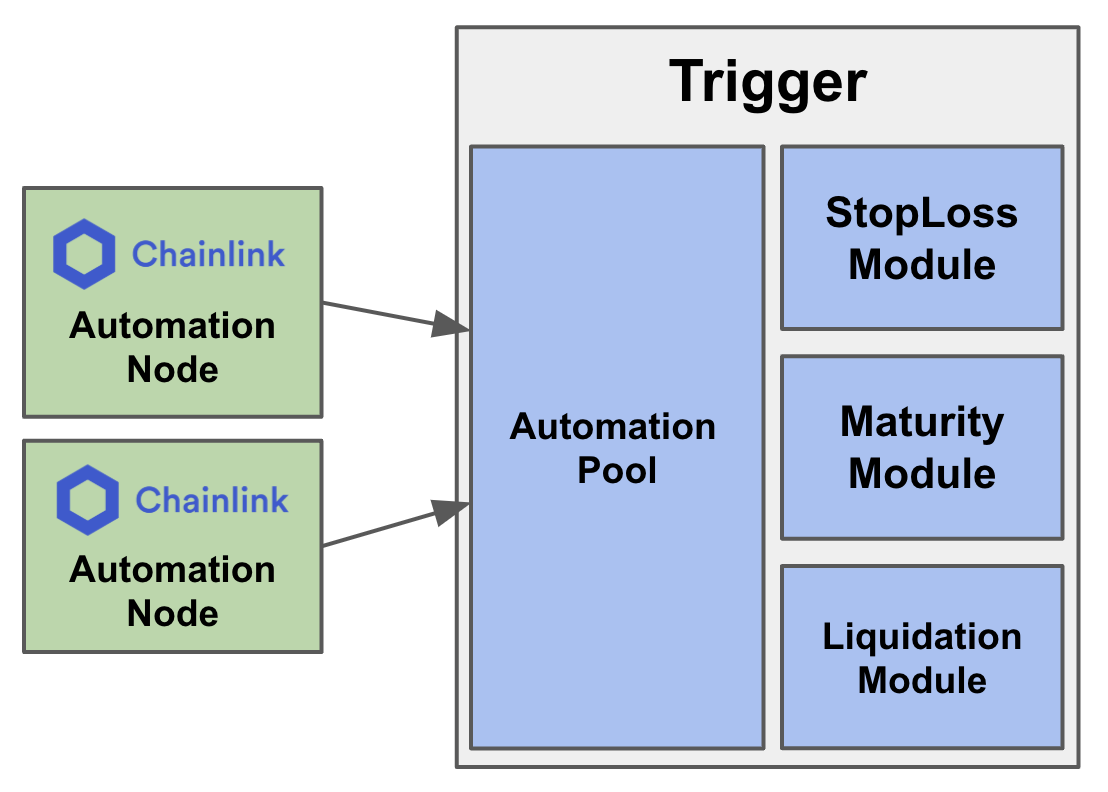 Trigger
Chainlink
Automation
Node
Chainlink
Automation
Node
Automation
Pool
StopLoss
Module
Maturity
Module
Liquidation
Module